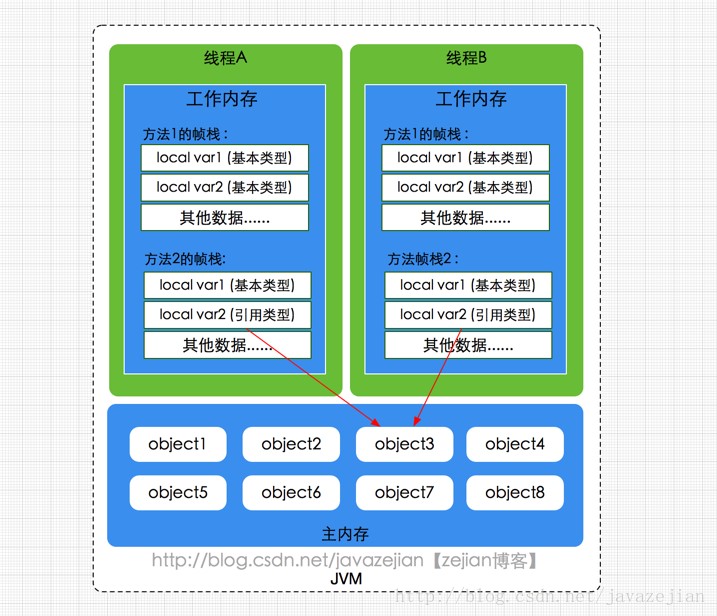 线程A
工作内存
方法1的帧栈：
local var1 (基本类型)
local var2 (基本类型)
其他数据......
方法2的帧栈:
local var1 (基本类型)
local var2 (引用类型)
其他数据......
线程B
工作内存
方法1的帧栈：
local var1 (基本类型)
local var2 (基本类型)
其他数据......
方法帧栈2：
local var1 (基本类型)
local var2 (引用类型)
其他数据......
object1 object2 object3 object4
object5 object6 object7 object8
主内存
http://blog.csdn.net/javazejian【zejian博客】
JVM
http://blog.csdn.net/javazejian